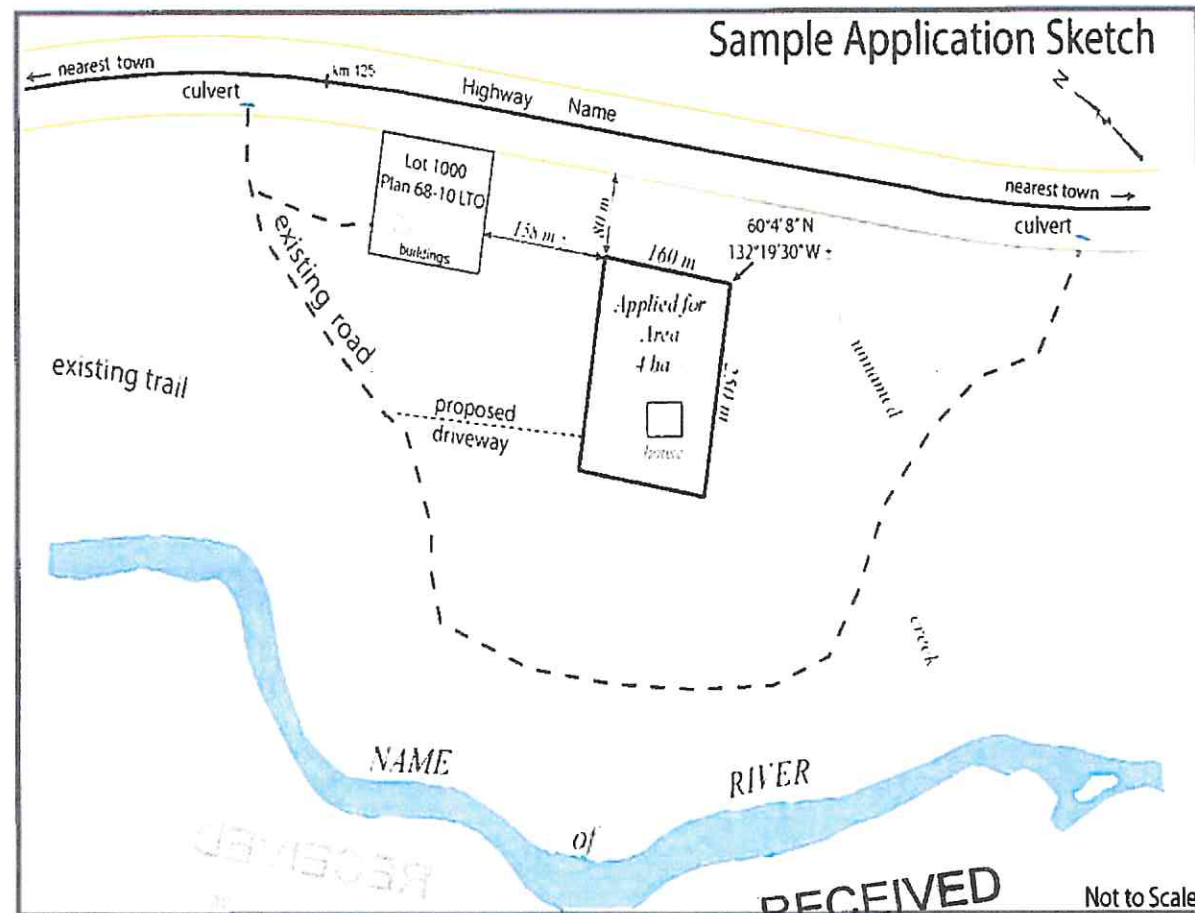 Sample Application Sketch
nearest town
km 125
culvert
Highway Name
N
nearest town
culvert
Lot 1000
Plan 68-10 LTO
buildings
158 m ±
80 m
160 m
60°4'8"N
132°19'30"W ±
Applied for
Area
4 ha
250 m
house
unnamed
creek
existing road
existing trail
proposed
driveway
NAME
of
RIVER
RECEIVED
RECEIVED
Not to Scale